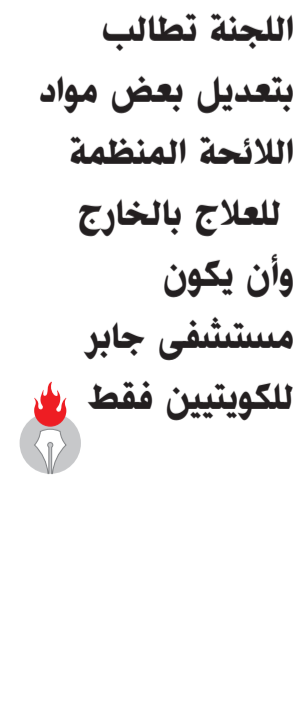 اللجنة تطالب
بتعديل بعض مواد
اللائحة المنظمة
للعلاج بالخارج
وأن يكون
مستشفى جابر
للكويتيين فقط